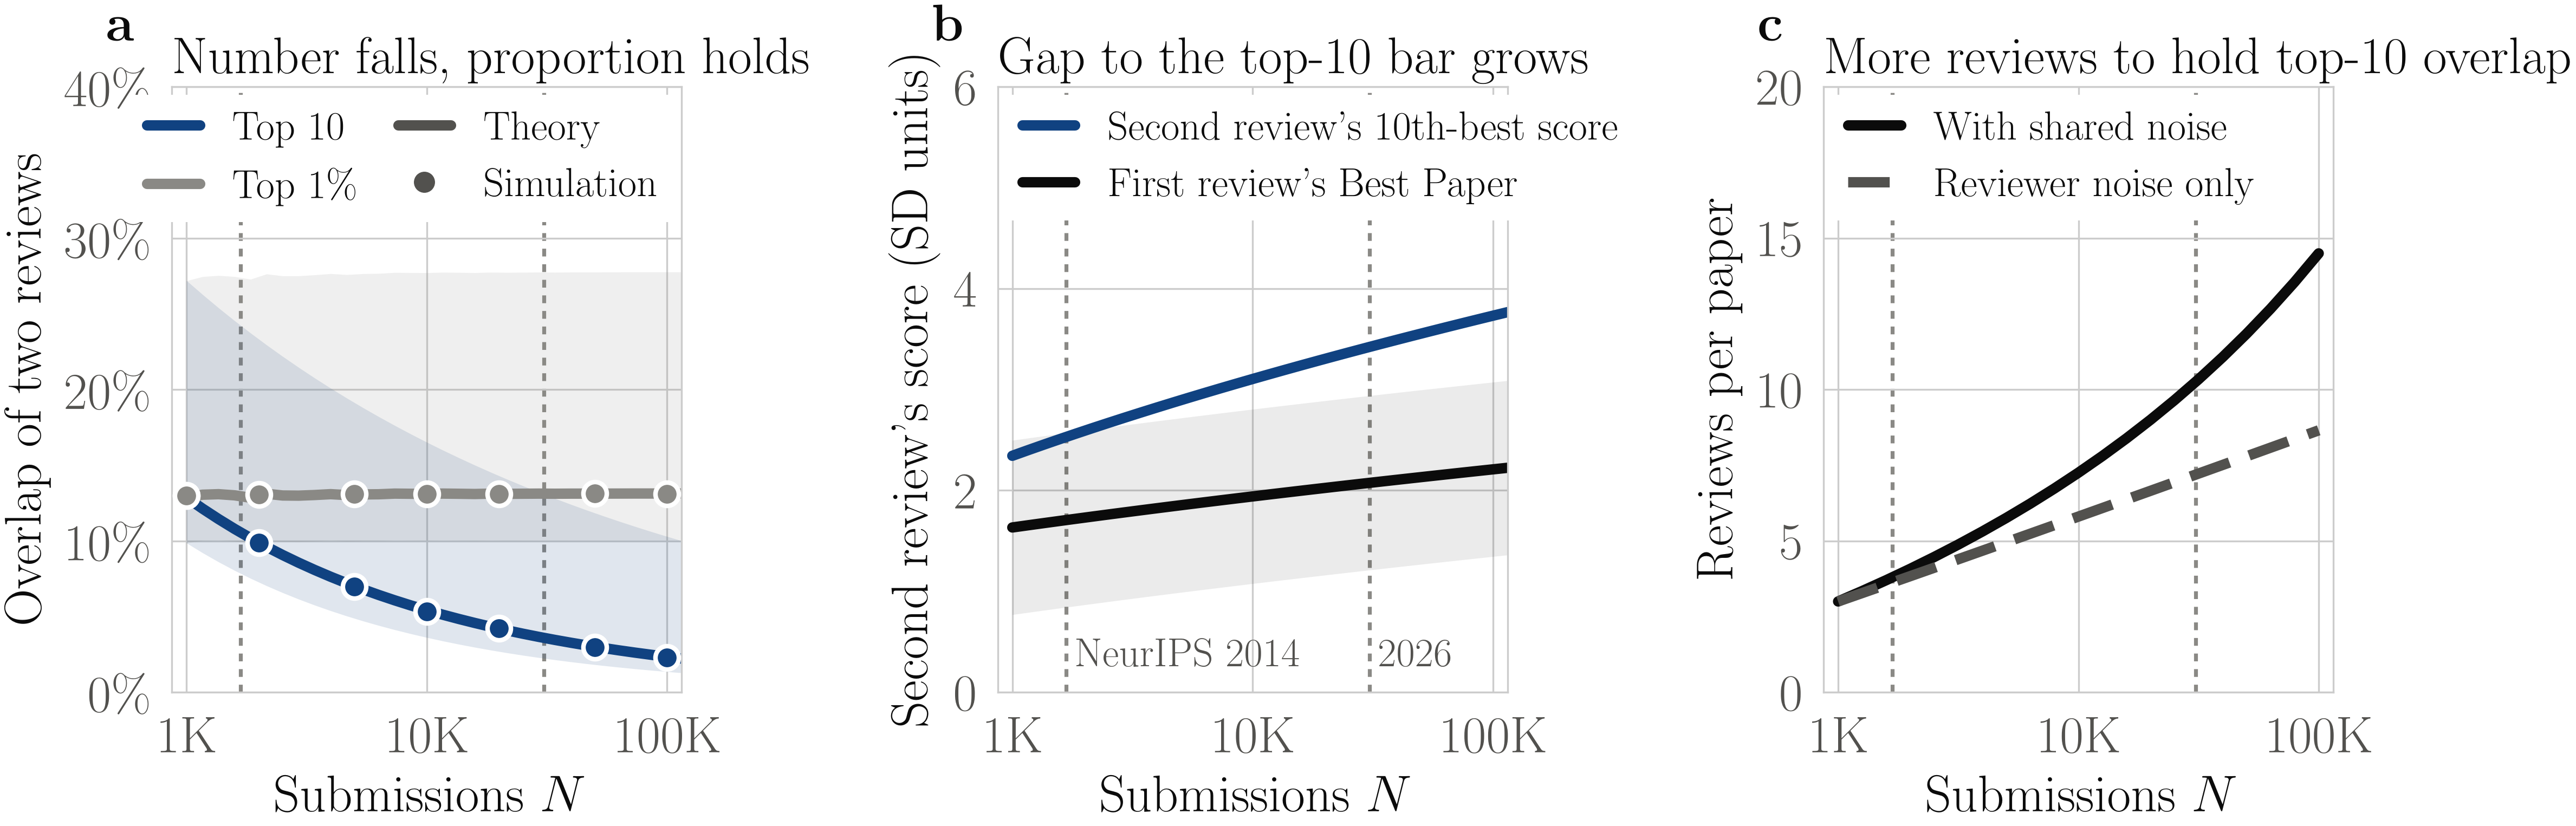 a
Number falls, proportion holds
40%
30%
20%
10%
0%
Overlap of two reviews
Top 10
Theory
Top 1%
Simulation
1K
10K
100K
Submissions N
b
Gap to the top-10 bar grows
6
4
2
0
Second review's score (SD units)
Second review's 10th-best score
First review's Best Paper
NeurIPS 2014
2026
1K
10K
100K
Submissions N
c
More reviews to hold top-10 overlap
20
15
10
5
0
Reviews per paper
With shared noise
Reviewer noise only
1K
10K
100K
Submissions N